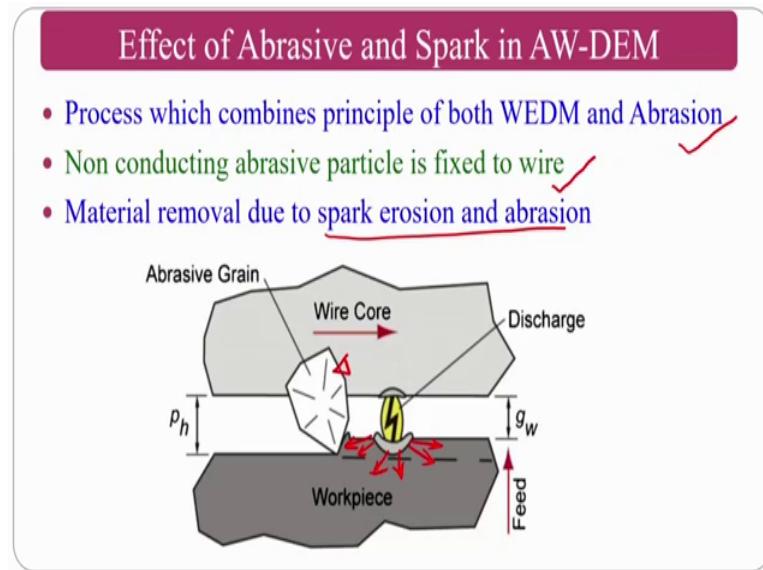 Effect of Abrasive and Spark in AW-DEM
• Process which combines principle of both WEDM and Abrasion
• Non conducting abrasive particle is fixed to wire
• Material removal due to spark erosion and abrasion
Abrasive Grain
Wire Core
Discharge
pₕ
g_w
Workpiece
Feed